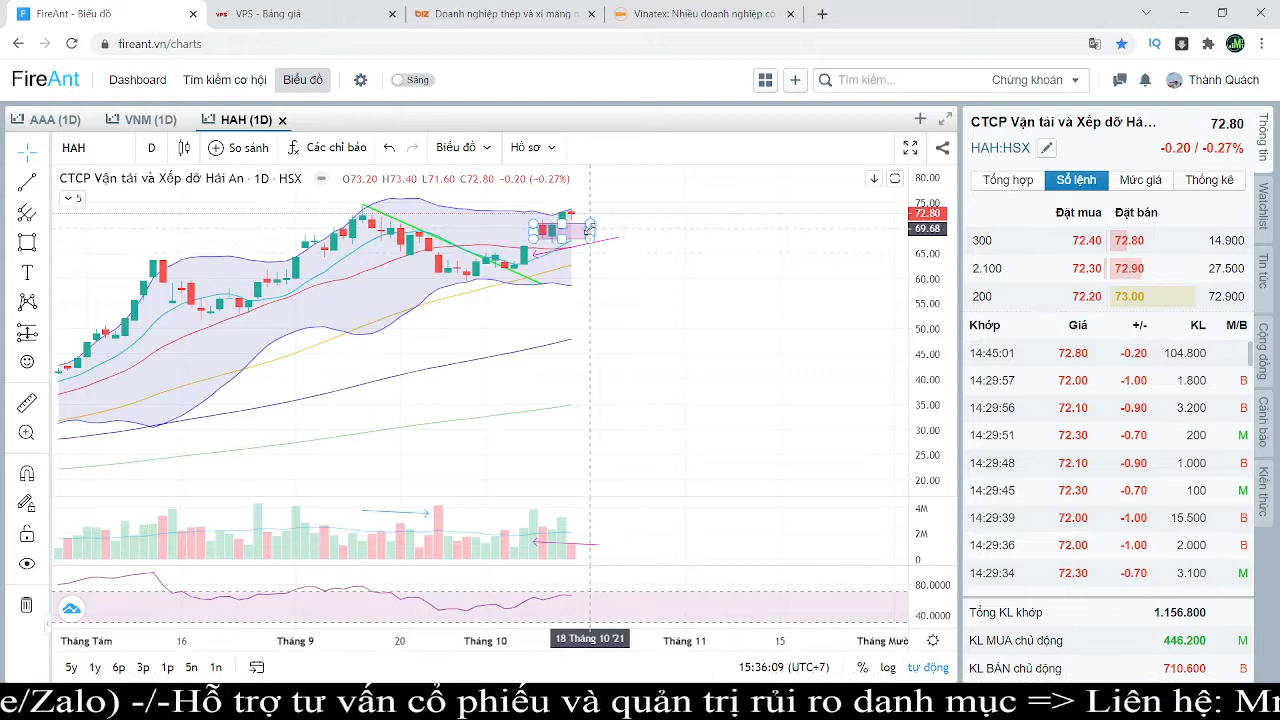 FireAnt - Biểu đồ
VPS - Bảng giá
Doanh nghiệp thép và xi măng n
Vinatex: Nhiều doanh nghiệp có
fireant.vn/charts
FireAnt Dashboard Tìm kiếm cơ hội Biểu đồ Sáng Tìm kiếm... Chứng khoán Thành Quách
AAA (1D) VNM (1D) HAH (1D)
HAH D So sánh Các chỉ báo Biểu đồ Hồ sơ
CTCP Vận tải và Xếp dỡ Hải An · 1D · HSX O73.20 H73.40 L71.60 C72.80 -0.20 (-0.27%)
5
80.00
75.00
72.80
69.68
65.00
60.00
55.00
50.00
45.00
40.00
35.00
30.00
25.00
20.00
4M
2M
0
80.0000
40.0000
Tháng Tám 16 Tháng 9 20 Tháng 10 18 Tháng 10 '21 Tháng 11 15 Tháng Mườ
5y 1y 6p 3p 1p 5n 1n 15:36:09 (UTC+7) % log tự động
CTCP Vận tải và Xếp dỡ Hả... 72.80
HAH:HSX -0.20 / -0.27%
Tổng hợp Sổ lệnh Mức giá Thống kê
Đặt mua Đặt bán
300 72.40 72.80 14.900
2.100 72.30 72.90 27.500
200 72.20 73.00 72.900
Khớp Giá +/- KL M/B
14:45:01 72.80 -0.20 104.800
14:29:57 72.00 -1.00 1.800 B
14:29:56 72.10 -0.90 3.200 B
14:29:51 72.30 -0.70 200 M
14:29:48 72.10 -0.90 1.000 B
14:29:45 72.30 -0.70 100 M
14:29:39 72.00 -1.00 15.500 B
14:29:36 72.00 -1.00 2.000 B
14:29:34 72.30 -0.70 3.100 M
Tổng KL khớp 1.156.800
KL MUA chủ động 446.200 M
KL BÁN chủ động 710.600 B
Thông tin
Watchlist
Tin tức
Cộng đồng
Cảnh báo
Kiến thức
e/Zalo) -/-Hỗ trợ tư vấn cổ phiếu và quản trị rủi ro danh mục => Liên hệ: Mr